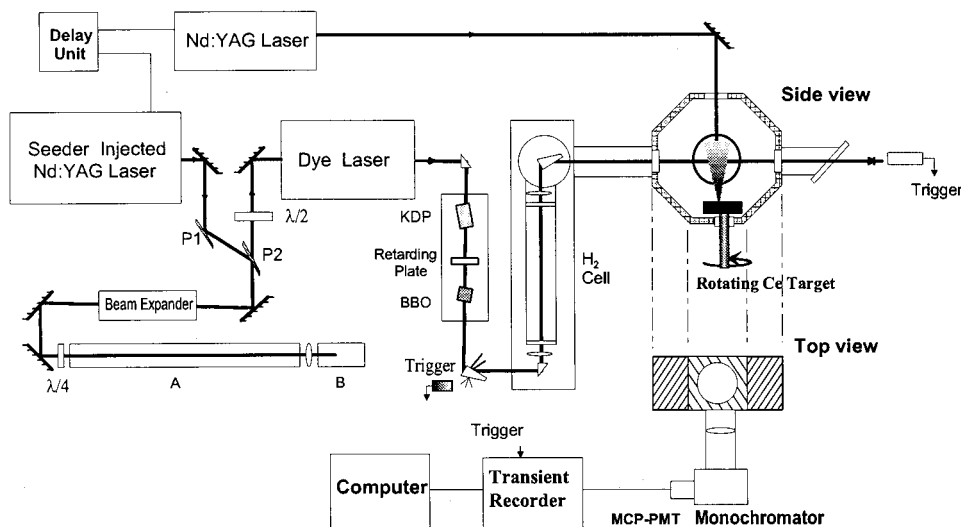 Delay
Unit
Nd:YAG Laser
Side view
Seeder Injected
Nd:YAG Laser
Dye Laser
Trigger
λ/2
P1
P2
KDP
Retarding
Plate
BBO
H2
Cell
Rotating Ce Target
Beam Expander
Top view
Trigger
λ/4
A
B
Trigger
Computer
Transient
Recorder
MCP-PMT
Monochromator